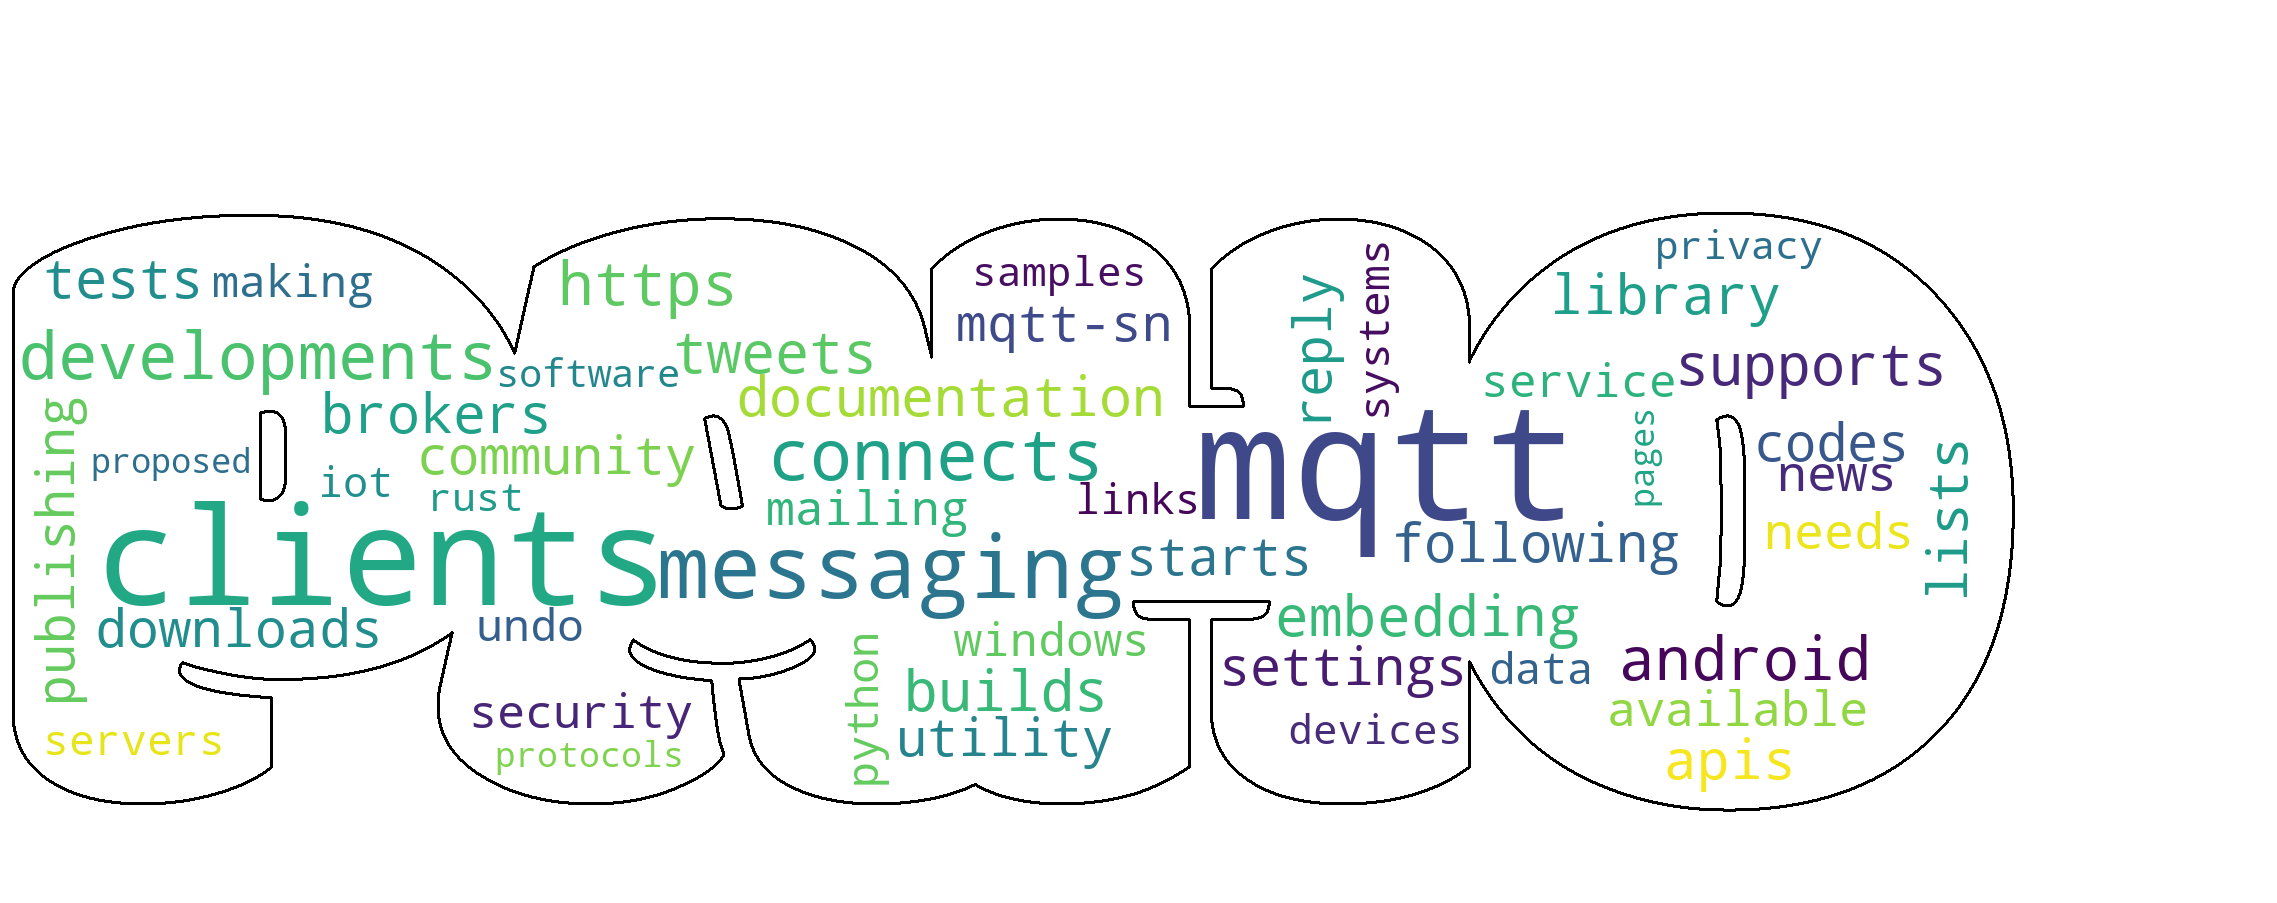 privacy
tests making https samples library
mqtt-sn
reply systems
developments software tweets service supports
documentation
brokers community connects mqtt pages codes
publishing proposed iot rust mailing links news lists
clients messaging starts following needs
downloads undo windows embedding
python builds settings data android
security utility devices available
servers protocols apis